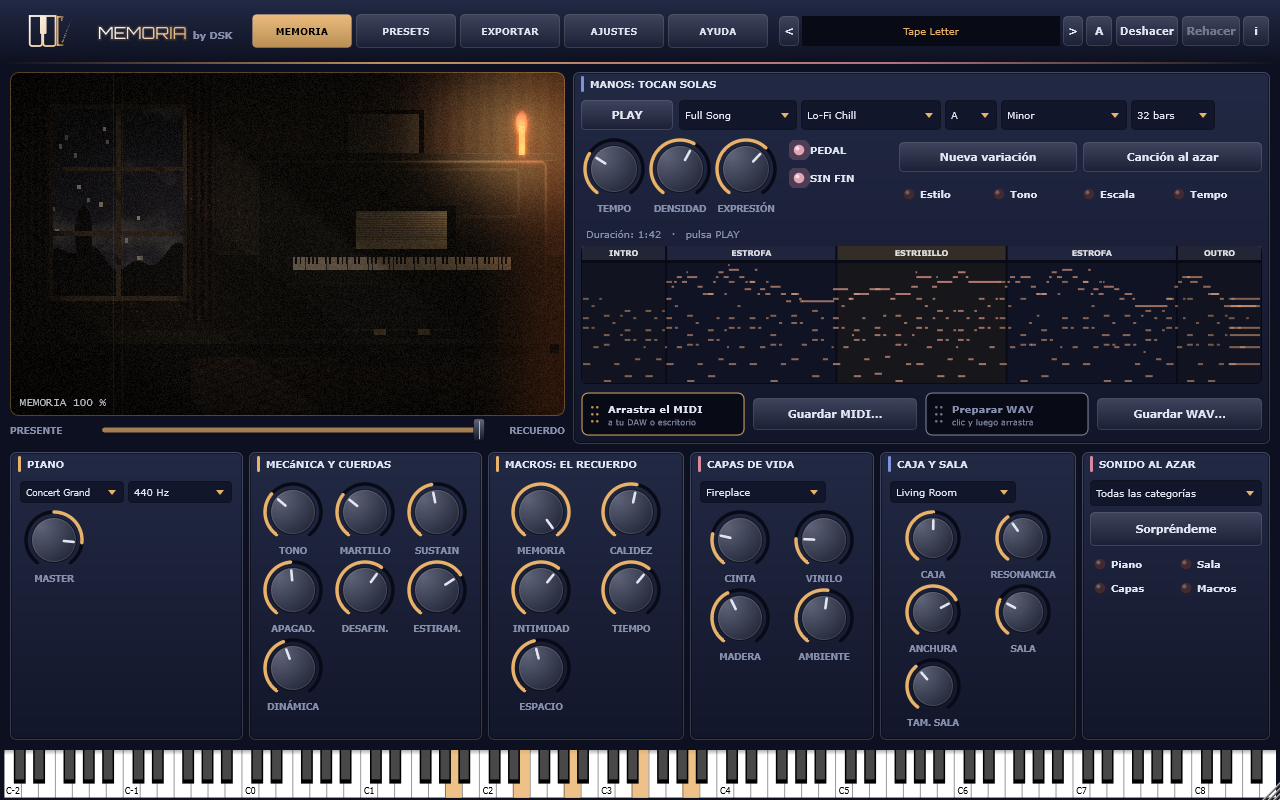 MEMORIA by DSK
MEMORIA
PRESETS
EXPORTAR
AJUSTES
AYUDA
<
Tape Letter
>
A
Deshacer
Rehacer
i
MEMORIA 100 %
PRESENTE
RECUERDO
MANOS: TOCAN SOLAS
PLAY
Full Song
Lo-Fi Chill
A
Minor
32 bars
TEMPO
DENSIDAD
EXPRESIÓN
PEDAL
SIN FIN
Nueva variación
Canción al azar
Estilo
Tono
Escala
Tempo
Duración: 1:42 · pulsa PLAY
INTRO
ESTROFA
ESTRIBILLO
ESTROFA
OUTRO
Arrastra el MIDI
a tu DAW o escritorio
Guardar MIDI...
Preparar WAV
clic y luego arrastra
Guardar WAV...
PIANO
Concert Grand
440 Hz
MASTER
MECáNICA Y CUERDAS
TONO
MARTILLO
SUSTAIN
APAGAD.
DESAFIN.
ESTIRAM.
DINÁMICA
MACROS: EL RECUERDO
MEMORIA
CALIDEZ
INTIMIDAD
TIEMPO
ESPACIO
CAPAS DE VIDA
Fireplace
CINTA
VINILO
MADERA
AMBIENTE
CAJA Y SALA
Living Room
CAJA
RESONANCIA
ANCHURA
SALA
TAM. SALA
SONIDO AL AZAR
Todas las categorías
Sorpréndeme
Piano
Sala
Capas
Macros
C-2
C-1
C0
C1
C2
C3
C4
C5
C6
C7
C8